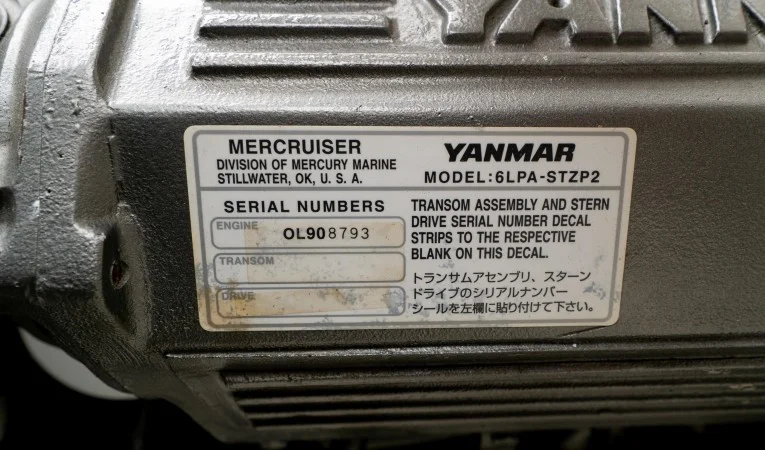 YANM
MERCRUISER
DIVISION OF MERCURY MARINE
STILLWATER, OK, U. S. A.
YANMAR
MODEL:6LPA-STZP2
SERIAL NUMBERS
ENGINE
OL908793
TRANSOM
DRIVE
TRANSOM ASSEMBLY AND STERN
DRIVE SERIAL NUMBER DECAL
STRIPS TO THE RESPECTIVE
BLANK ON THIS DECAL.
トランサムアセンブリ、スターン
ドライブのシリアルナンバー
シールを左欄に貼り付けて下さい。